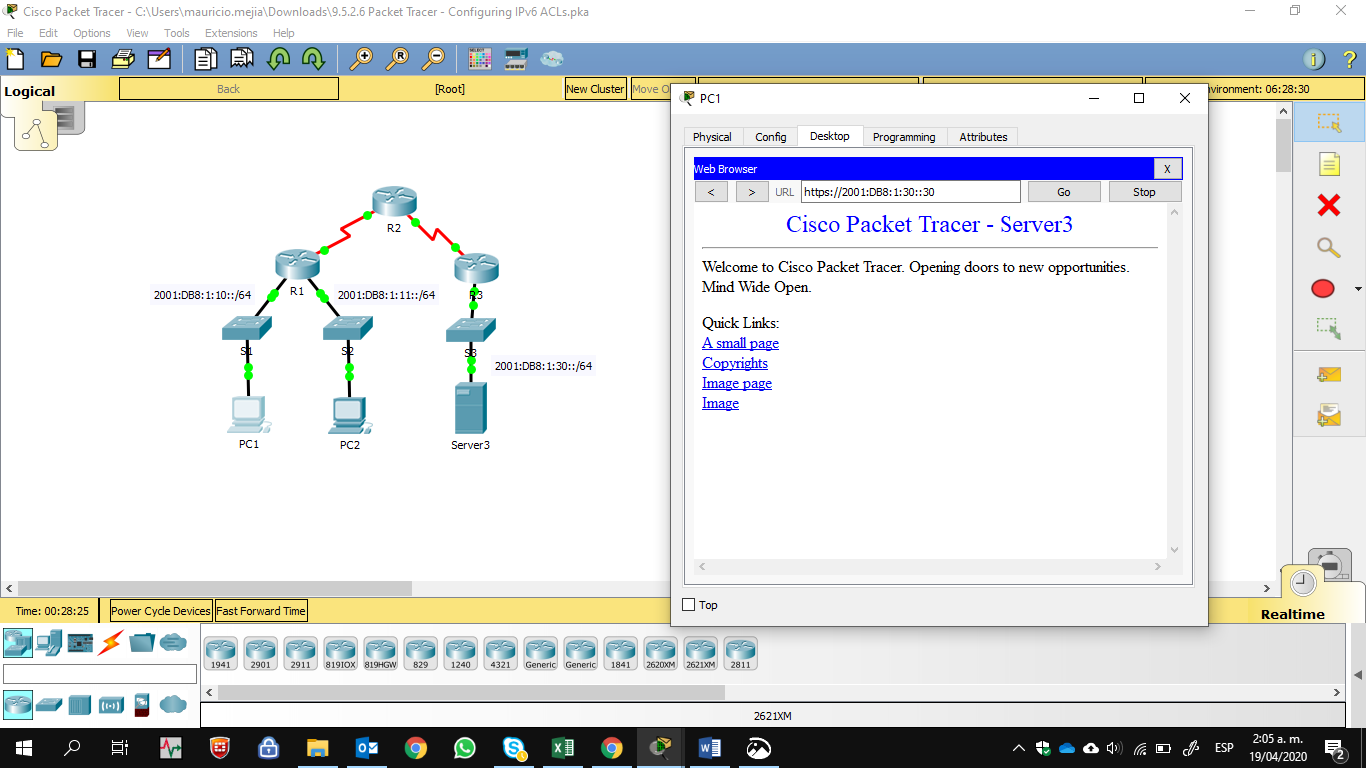 Cisco Packet Tracer - C:\Users\mauricio.mejia\Downloads\9.5.2.6 Packet Tracer - Configuring IPv6 ACLs.pka
File Edit Options View Tools Extensions Help
Logical
Back
[Root]
New Cluster
Move O
nvironment: 06:28:30
PC1
Physical Config Desktop Programming Attributes
Web Browser
X
< > URL https://2001:DB8:1:30::30 Go Stop
Cisco Packet Tracer - Server3
Welcome to Cisco Packet Tracer. Opening doors to new opportunities.
Mind Wide Open.
Quick Links:
A small page
Copyrights
Image page
Image
Top
R2
R1
R3
2001:DB8:1:10::/64
2001:DB8:1:11::/64
S1
S2
S3
2001:DB8:1:30::/64
PC1
PC2
Server3
Time: 00:28:25
Power Cycle Devices
Fast Forward Time
Realtime
1941 2901 2911 819IOX 819HGW 829 1240 4321 Generic Generic 1841 2620XM 2621XM 2811
2621XM
ESP
2:05 a. m.
19/04/2020
2